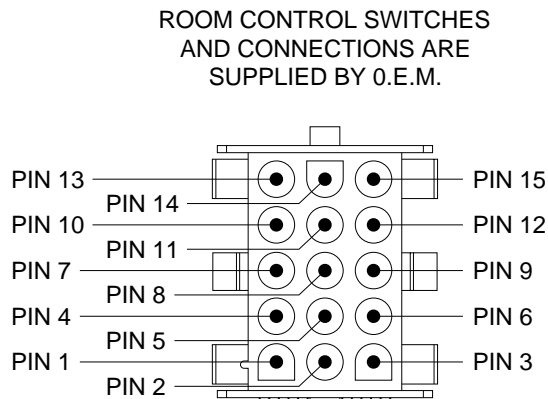 ROOM CONTROL SWITCHES
AND CONNECTIONS ARE
SUPPLIED BY 0.E.M.
PIN 13
PIN 15
PIN 14
PIN 10
PIN 12
PIN 11
PIN 7
PIN 9
PIN 8
PIN 4
PIN 6
PIN 5
PIN 1
PIN 3
PIN 2